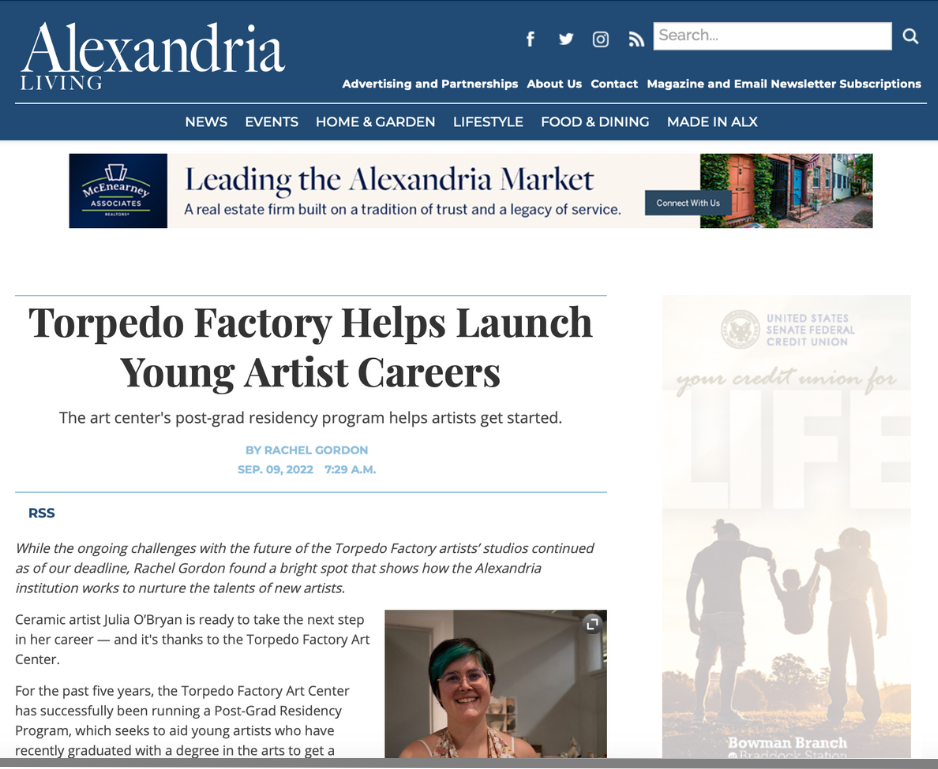 Alexandria
LIVING
Search...
Advertising and Partnerships About Us Contact Magazine and Email Newsletter Subscriptions
NEWS EVENTS HOME & GARDEN LIFESTYLE FOOD & DINING MADE IN ALX
McEnearney
ASSOCIATES
REALTORS®
Leading the Alexandria Market
A real estate firm built on a tradition of trust and a legacy of service.
Connect With Us
Torpedo Factory Helps Launch
Young Artist Careers
The art center's post-grad residency program helps artists get started.
BY RACHEL GORDON
SEP. 09, 2022 7:29 A.M.
RSS
While the ongoing challenges with the future of the Torpedo Factory artists’ studios continued
as of our deadline, Rachel Gordon found a bright spot that shows how the Alexandria
institution works to nurture the talents of new artists.
Ceramic artist Julia O’Bryan is ready to take the next step
in her career — and it's thanks to the Torpedo Factory Art
Center.
For the past five years, the Torpedo Factory Art Center
has successfully been running a Post-Grad Residency
Program, which seeks to aid young artists who have
recently graduated with a degree in the arts to get a
UNITED STATES
SENATE FEDERAL
CREDIT UNION
your credit union for
LIFE
Bowman Branch
Braddock Station